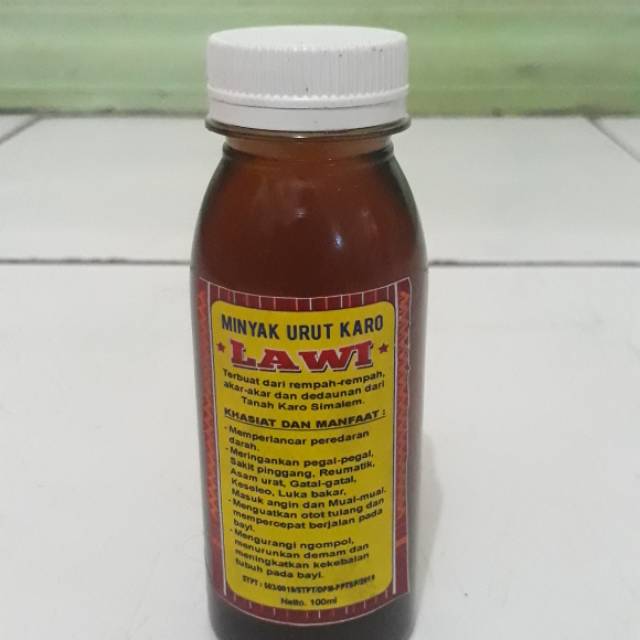 MINYAK URUT KARO
LAWI
Terbuat dari rempah-rempah,
akar-akar dan dedaunan dari
Tanah Karo Simalem.
KHASIAT DAN MANFAAT :
- Memperlancar peredaran
darah.
- Meringankan pegal-pegal,
Sakit pinggang, Reumatik,
Asam urat, Gatal-gatal,
Keseleo, Luka bakar,
Masuk angin dan Mual-mual.
- Menguatkan otot tulang dan
mempercepat berjalan pada
bayi.
- Mengurangi ngompol,
menurunkan demam dan
meningkatkan kekebalan
tubuh pada bayi.
STPT :
Netto. 100ml